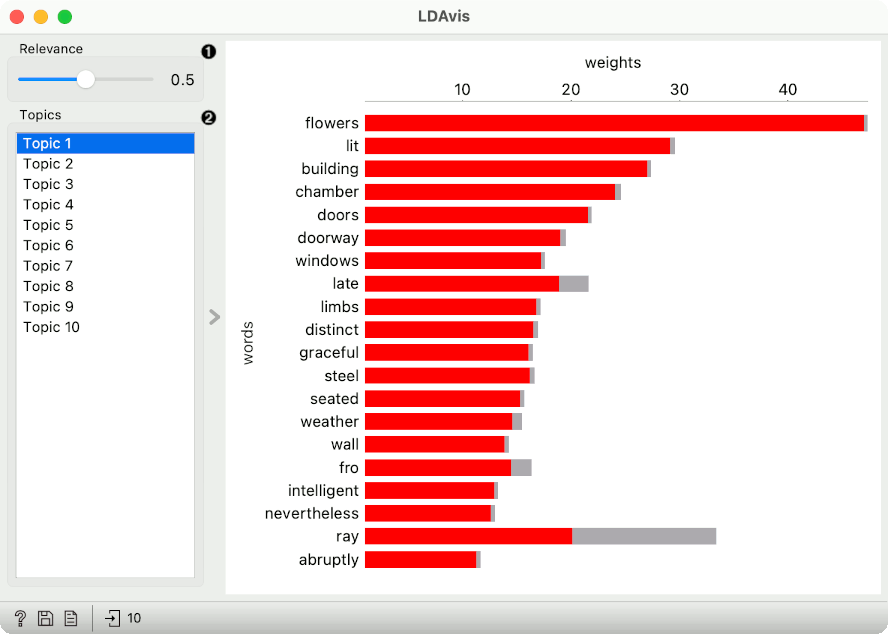 LDAvis
Relevance
1
0.5
Topics
2
Topic 1
Topic 2
Topic 3
Topic 4
Topic 5
Topic 6
Topic 7
Topic 8
Topic 9
Topic 10
weights
10 20 30 40
words
flowers
lit
building
chamber
doors
doorway
windows
late
limbs
distinct
graceful
steel
seated
weather
wall
fro
intelligent
nevertheless
ray
abruptly
? 10